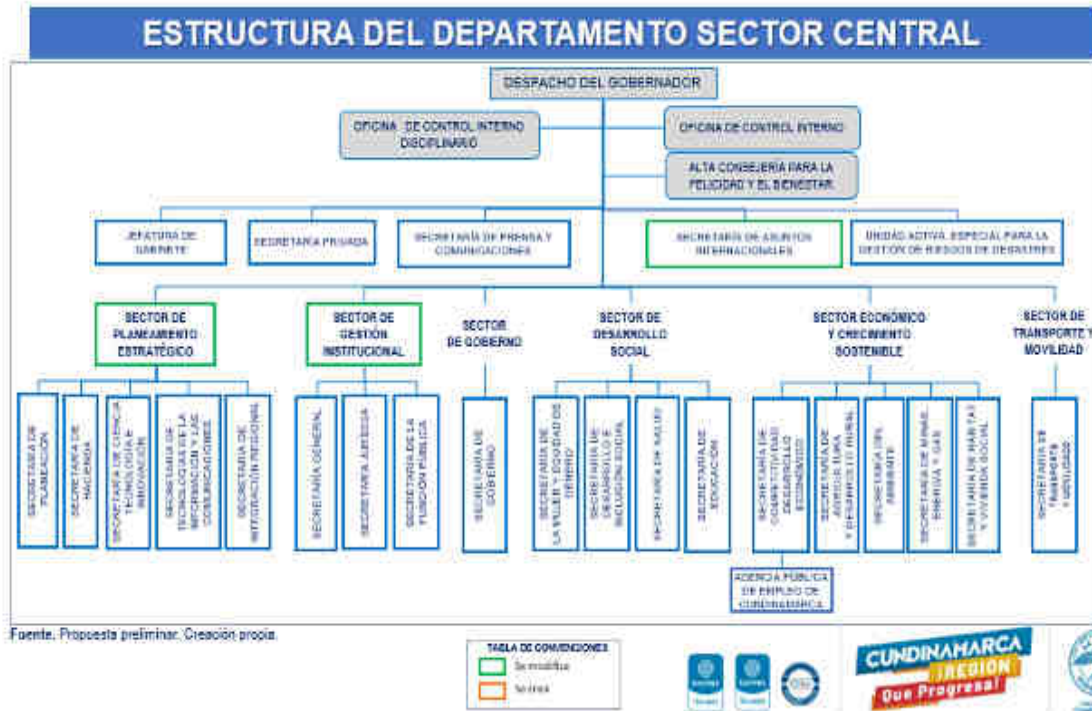 ESTRUCTURA DEL DEPARTAMENTO SECTOR CENTRAL
DESPACHO DEL GOBERNADOR
OFICINA DE CONTROL INTERNO
DISCIPLINARIO
OFICINA DE CONTROL INTERNO
ALTA CONSEJERÍA PARA LA
FELICIDAD Y EL BIENESTAR
JEFATURA DE
GABINETE
SECRETARÍA PRIVADA
SECRETARÍA DE PRENSA Y
COMUNICACIONES
SECRETARÍA DE ASUNTOS
INTERNACIONALES
UNIDAD ACTIVA ESPECIAL PARA LA
GESTIÓN DE RIESGOS DE DESASTRES
SECTOR DE
PLANEAMIENTO
ESTRATÉGICO
SECTOR DE
GESTIÓN
INSTITUCIONAL
SECTOR
DE GOBIERNO
SECTOR DE
DESARROLLO
SOCIAL
SECTOR ECONÓMICO
Y CRECIMIENTO
SOSTENIBLE
SECTOR DE
TRANSPORTE Y
MOVILIDAD
SECRETARÍA DE
PLANEACIÓN
SECRETARÍA DE
HACIENDA
SECRETARÍA DE CIENCIA
TECNOLOGÍA E
INNOVACIÓN
SECRETARÍA DE
TECNOLOGÍAS DE LA
INFORMACIÓN Y LAS
COMUNICACIONES
SECRETARÍA DE
INTEGRACIÓN REGIONAL
SECRETARÍA GENERAL
SECRETARÍA JURÍDICA
SECRETARÍA DE LA
FUNCIÓN PÚBLICA
SECRETARÍA DE
GOBIERNO
SECRETARÍA DE
LA MUJER Y EQUIDAD DE
GÉNERO
SECRETARÍA DE
DESARROLLO E
INCLUSIÓN SOCIAL
SECRETARÍA DE SALUD
SECRETARÍA DE
EDUCACIÓN
SECRETARÍA DE
COMPETITIVIDAD
DESARROLLO
ECONÓMICO
SECRETARÍA DE
AGRICULTURA
Y DESARROLLO RURAL
SECRETARÍA DEL
AMBIENTE
SECRETARÍA DE MINAS,
ENERGÍA Y GAS
SECRETARÍA DE HÁBITAT
Y VIVIENDA SOCIAL
SECRETARÍA DE
TRANSPORTE
Y MOVILIDAD
AGENCIA PÚBLICA
DE EMPLEO DE
CUNDINAMARCA
Fuente. Propuesta preliminar. Creación propia.
TABLA DE CONVENCIONES
Se modifica
Se crea
CUNDINAMARCA
¡REGIÓN
Que Progresa!